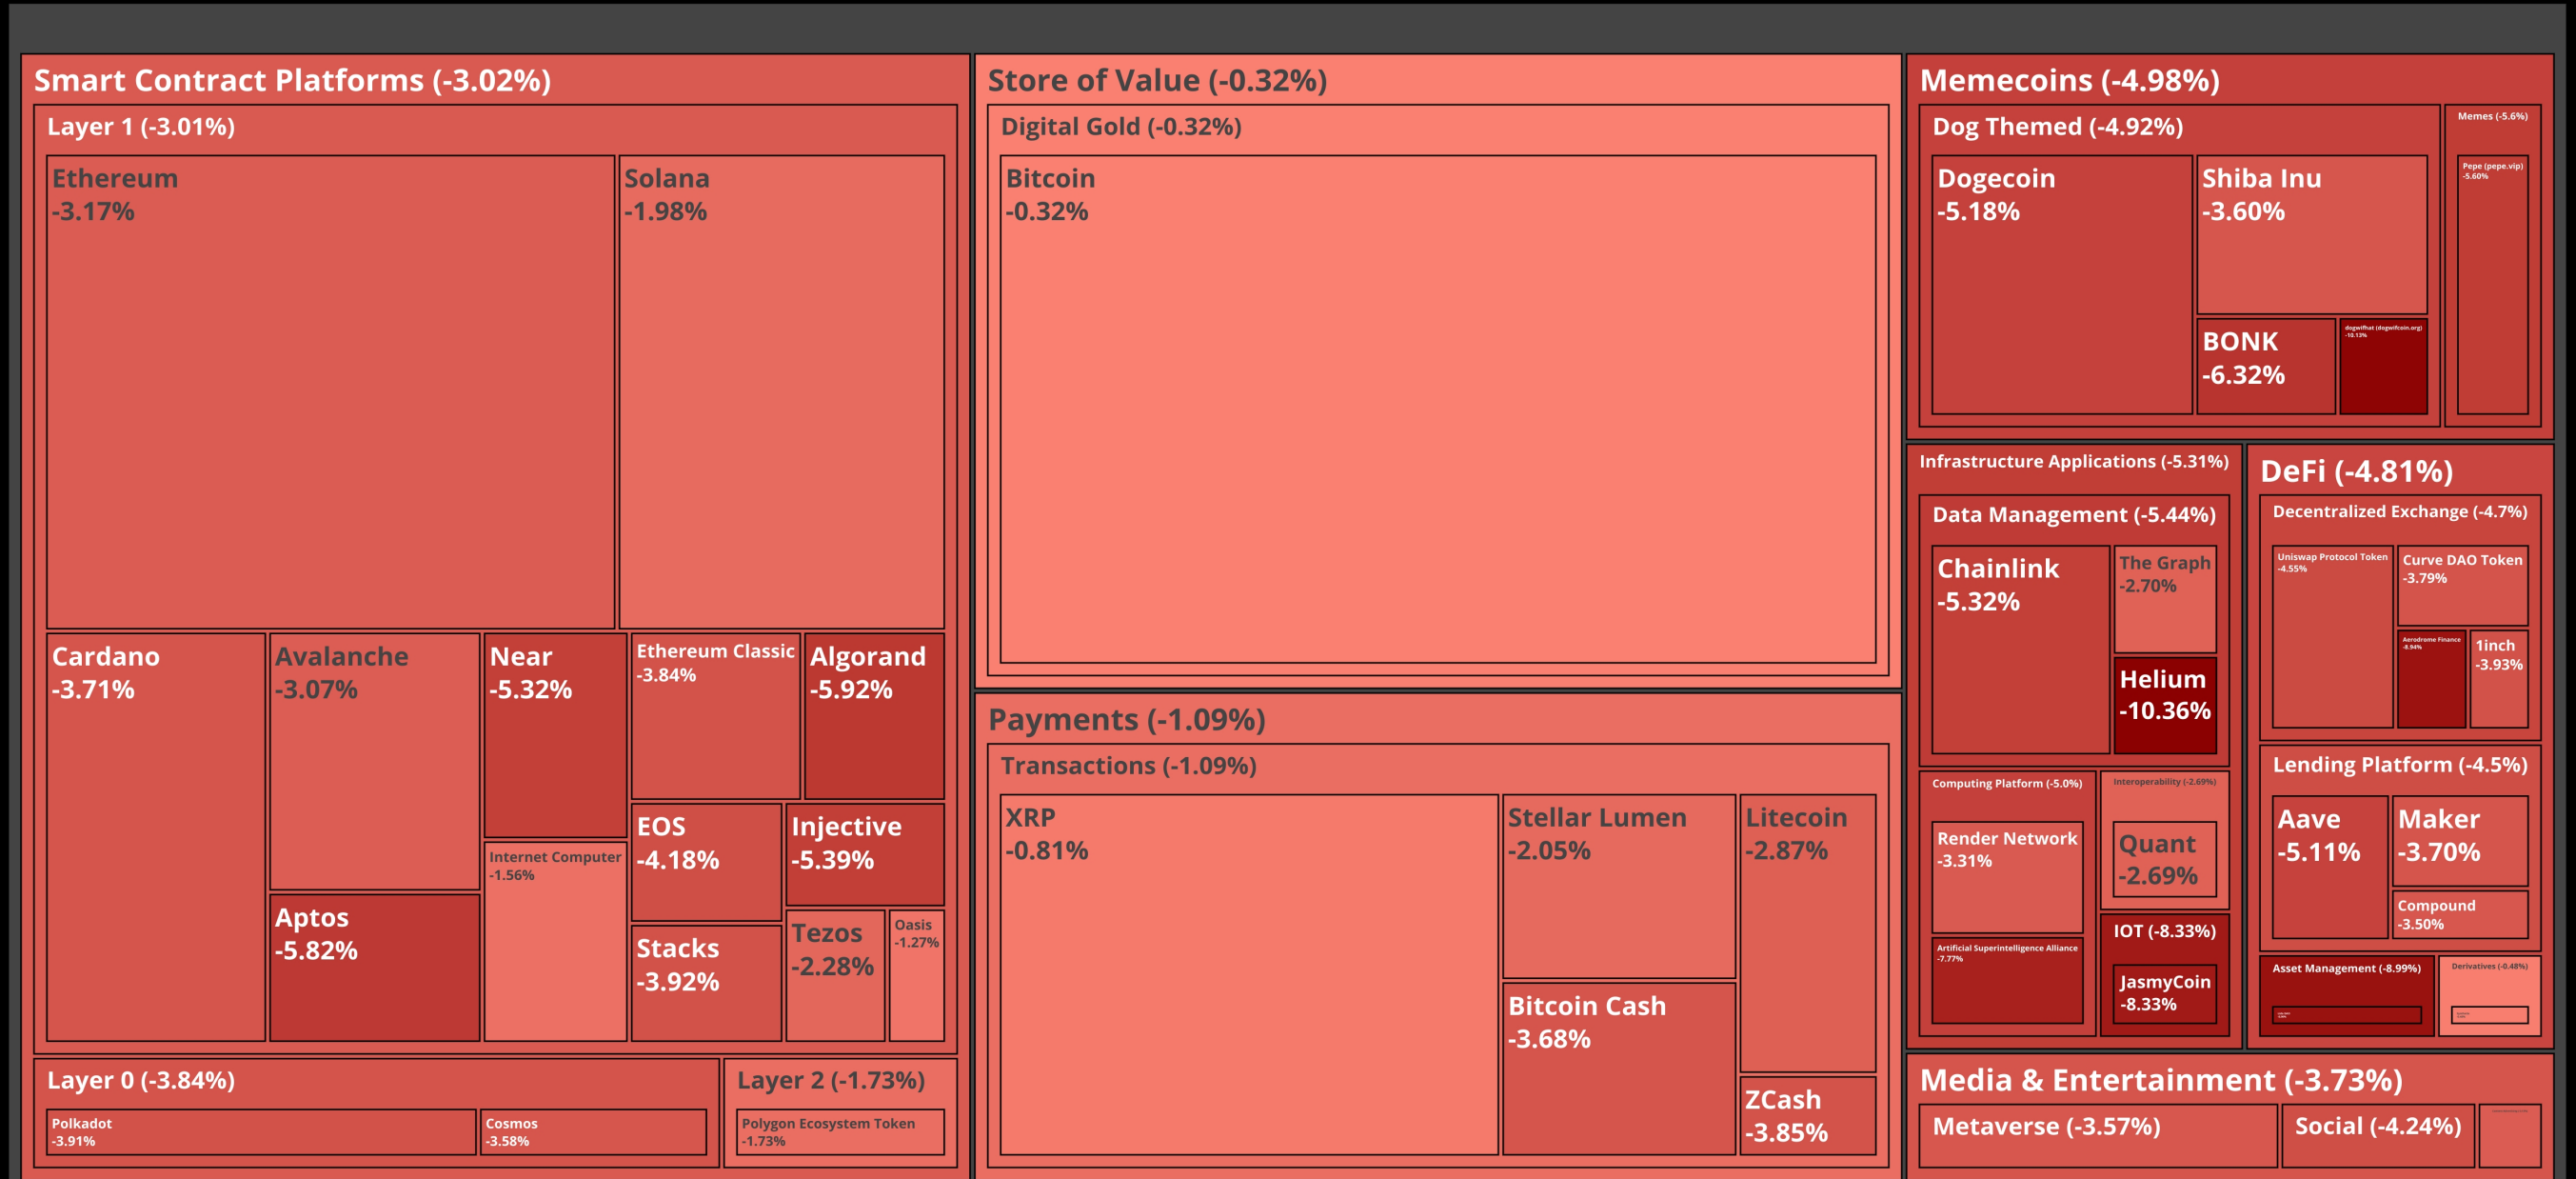 Smart Contract Platforms (-3.02%)
Layer 1 (-3.01%)
Ethereum
-3.17%
Solana
-1.98%
Cardano
-3.71%
Avalanche
-3.07%
Aptos
-5.82%
Near
-5.32%
Internet Computer
-1.56%
Ethereum Classic
-3.84%
Algorand
-5.92%
EOS
-4.18%
Injective
-5.39%
Stacks
-3.92%
Tezos
-2.28%
Oasis
-1.27%
Layer 0 (-3.84%)
Polkadot
-3.91%
Cosmos
-3.58%
Layer 2 (-1.73%)
Polygon Ecosystem Token
-1.73%
Store of Value (-0.32%)
Digital Gold (-0.32%)
Bitcoin
-0.32%
Payments (-1.09%)
Transactions (-1.09%)
XRP
-0.81%
Stellar Lumen
-2.05%
Litecoin
-2.87%
Bitcoin Cash
-3.68%
ZCash
-3.85%
Memecoins (-4.98%)
Dog Themed (-4.92%)
Dogecoin
-5.18%
Shiba Inu
-3.60%
BONK
-6.32%
dogwifhat (dogwifcoin.org)
-10.13%
Memes (-5.6%)
Pepe (pepe.vip)
-5.60%
Infrastructure Applications (-5.31%)
Data Management (-5.44%)
Chainlink
-5.32%
The Graph
-2.70%
Helium
-10.36%
Computing Platform (-5.0%)
Render Network
-3.31%
Artificial Superintelligence Alliance
-7.77%
Interoperability (-2.69%)
Quant
-2.69%
IOT (-8.33%)
JasmyCoin
-8.33%
DeFi (-4.81%)
Decentralized Exchange (-4.7%)
Uniswap Protocol Token
-4.55%
Curve DAO Token
-3.79%
Aerodrome Finance
-8.94%
1inch
-3.93%
Lending Platform (-4.5%)
Aave
-5.11%
Maker
-3.70%
Compound
-3.50%
Asset Management (-8.99%)
Derivatives (-0.48%)
Media & Entertainment (-3.73%)
Metaverse (-3.57%)
Social (-4.24%)